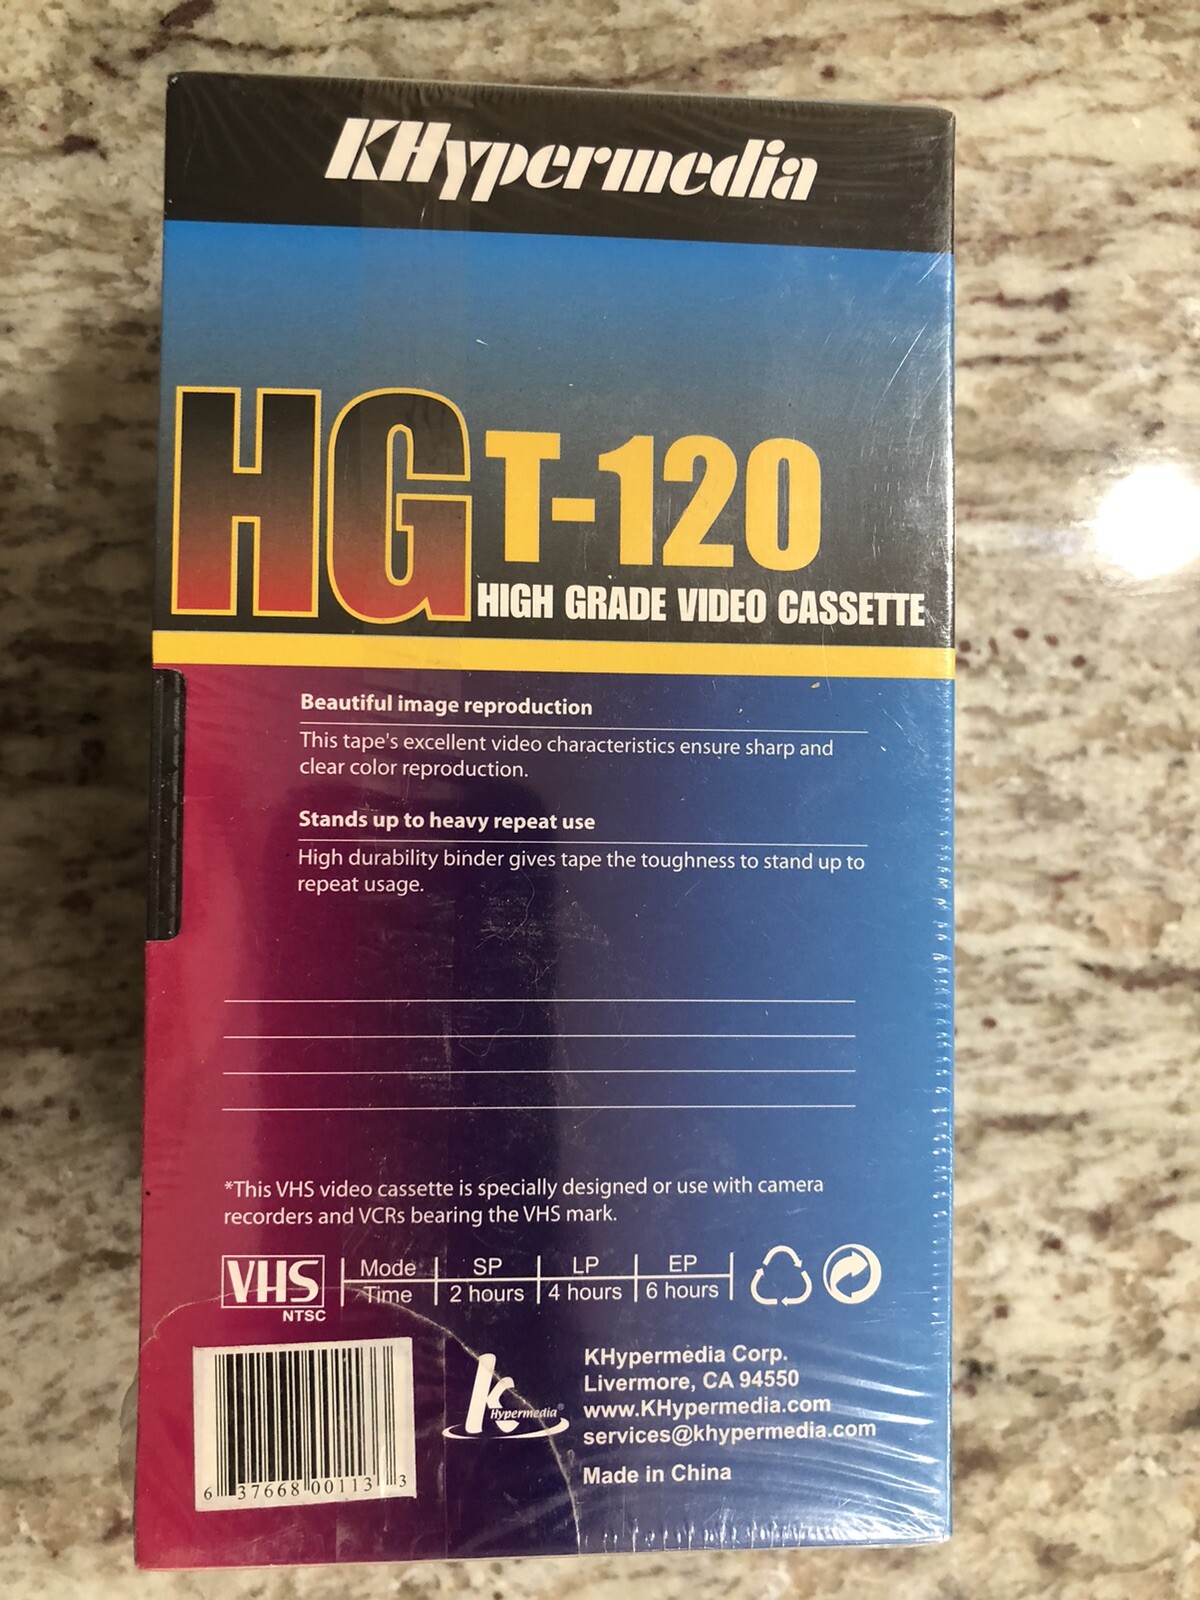 KHypermedia
HG T-120
HIGH GRADE VIDEO CASSETTE
Beautiful image reproduction
This tape's excellent video characteristics ensure sharp and
clear color reproduction.
Stands up to heavy repeat use
High durability binder gives tape the toughness to stand up to
repeat usage.
*This VHS video cassette is specially designed or use with camera
recorders and VCRs bearing the VHS mark.
VHS
NTSC
Mode SP LP EP
Time 2 hours 4 hours 6 hours
KHypermedia Corp.
Livermore, CA 94550
www.KHypermedia.com
services@khypermedia.com
Made in China
k Hypermedia®
6 37668 00113 3